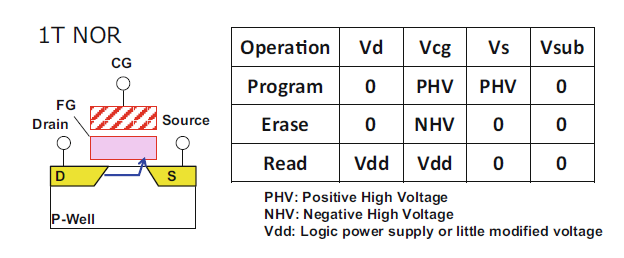 1T NOR
CG
FG
Drain
Source
D
S
P-Well
Operation Vd Vcg Vs Vsub
Program 0 PHV PHV 0
Erase 0 NHV 0 0
Read Vdd Vdd 0 0
PHV: Positive High Voltage
NHV: Negative High Voltage
Vdd: Logic power supply or little modified voltage